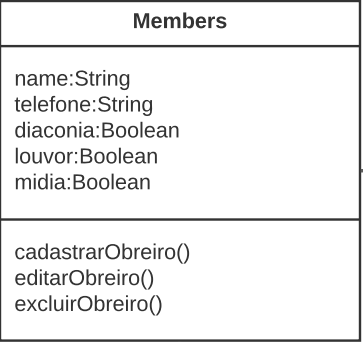 Members
name:String
telefone:String
diaconia:Boolean
louvor:Boolean
midia:Boolean
cadastrarObreiro()
editarObreiro()
excluirObreiro()